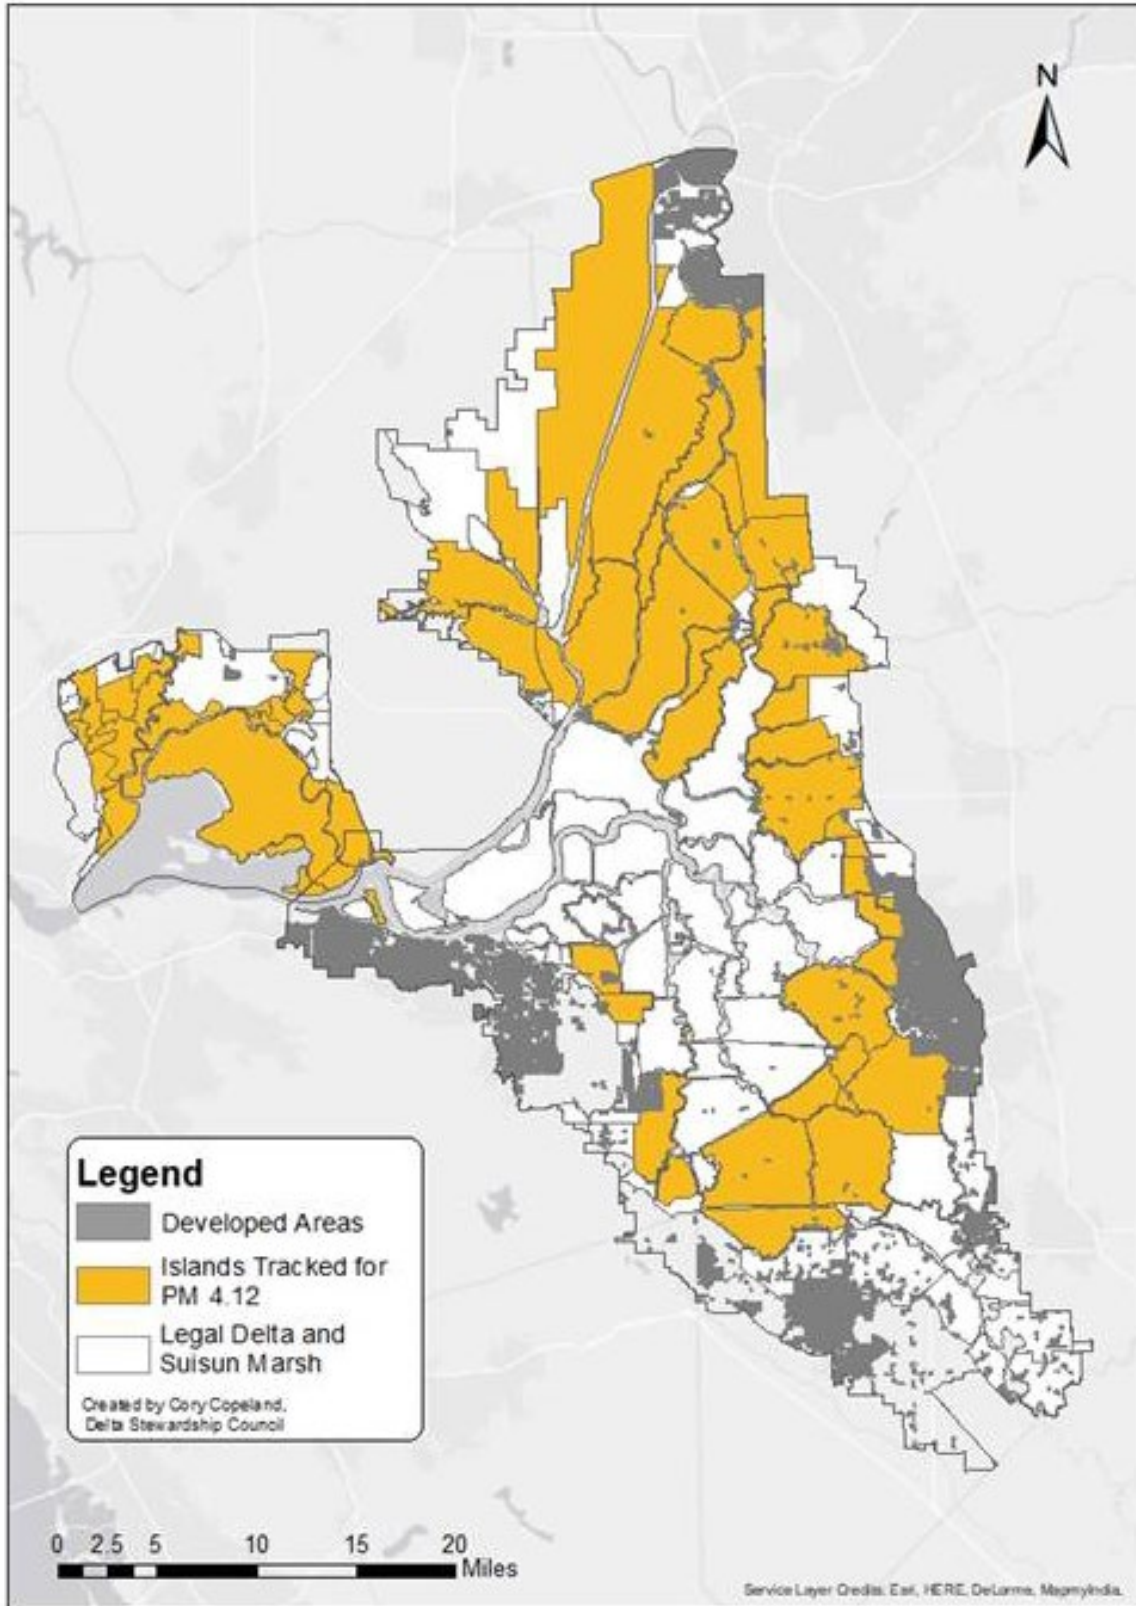 N
Legend
Developed Areas
Islands Tracked for
PM 4.12
Legal Delta and
Suisun Marsh
Created by Cory Copeland,
Delta Stewardship Council
0 2.5 5 10 15 20
Miles
Service Layer Credits: Esri, HERE, DeLorme, MapmyIndia,